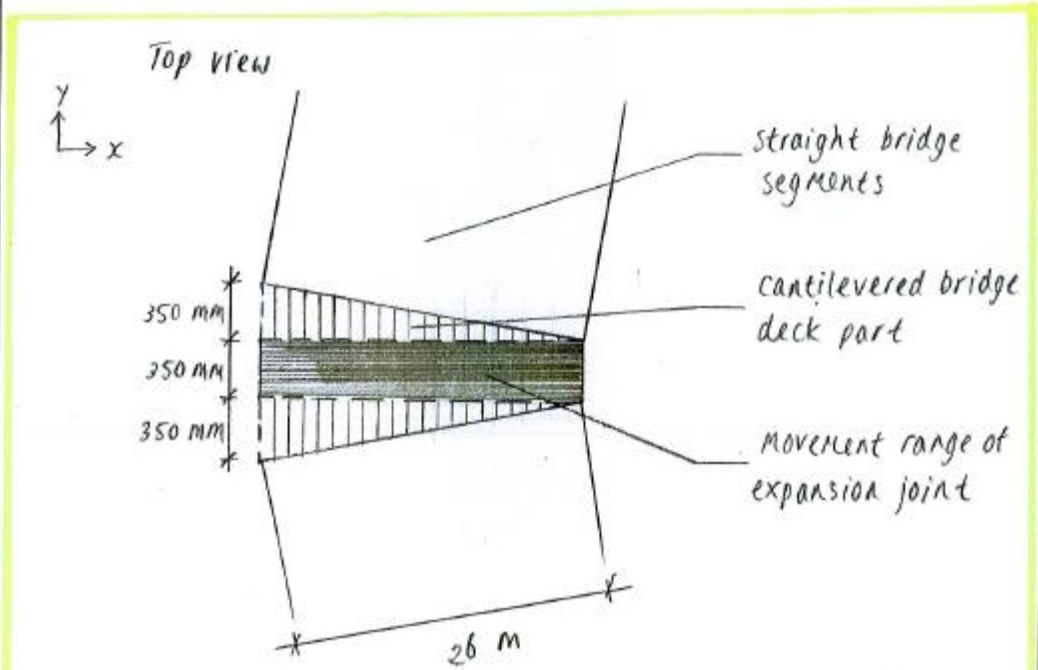 Top view
Y
X
straight bridge
segments
cantilevered bridge
deck part
350 mm
350 mm
350 mm
movement range of
expansion joint
26 m